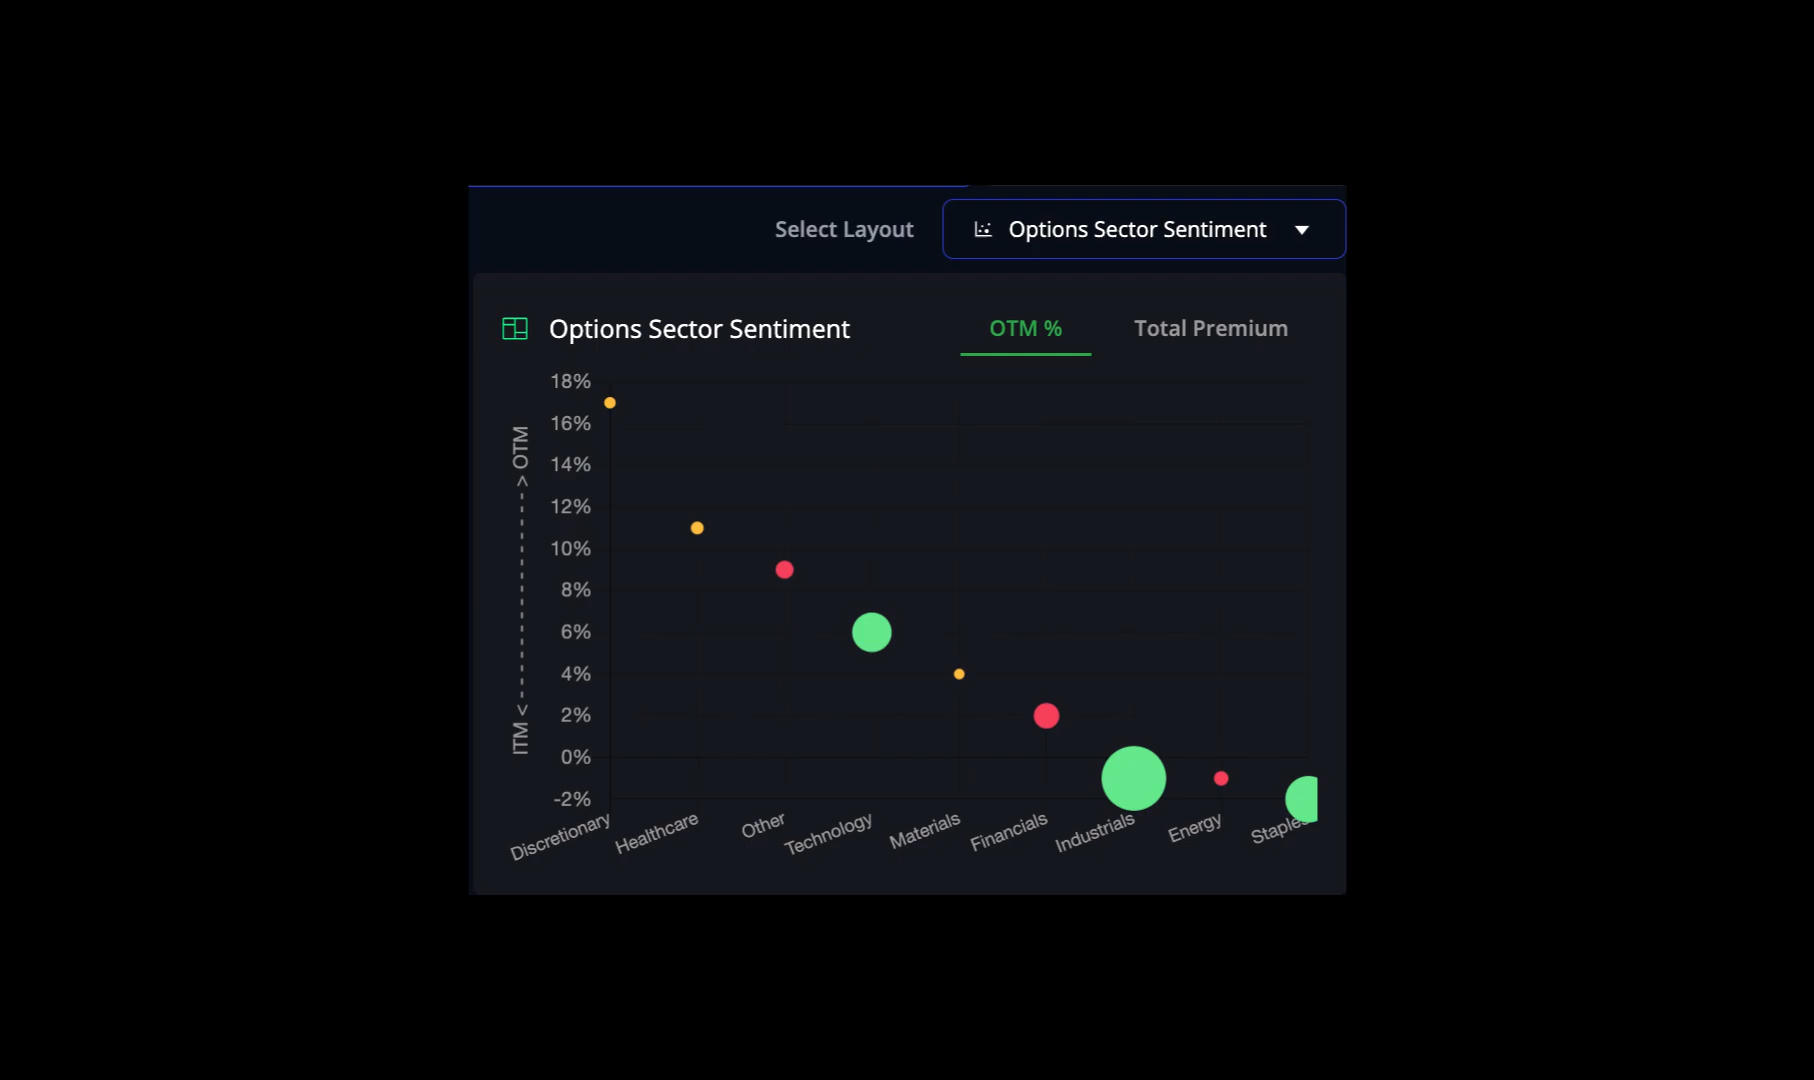 Select Layout
Options Sector Sentiment
Options Sector Sentiment
OTM %
Total Premium
ITM <-----------------> OTM
18%
16%
14%
12%
10%
8%
6%
4%
2%
0%
-2%
Discretionary
Healthcare
Other
Technology
Materials
Financials
Industrials
Energy
Staples